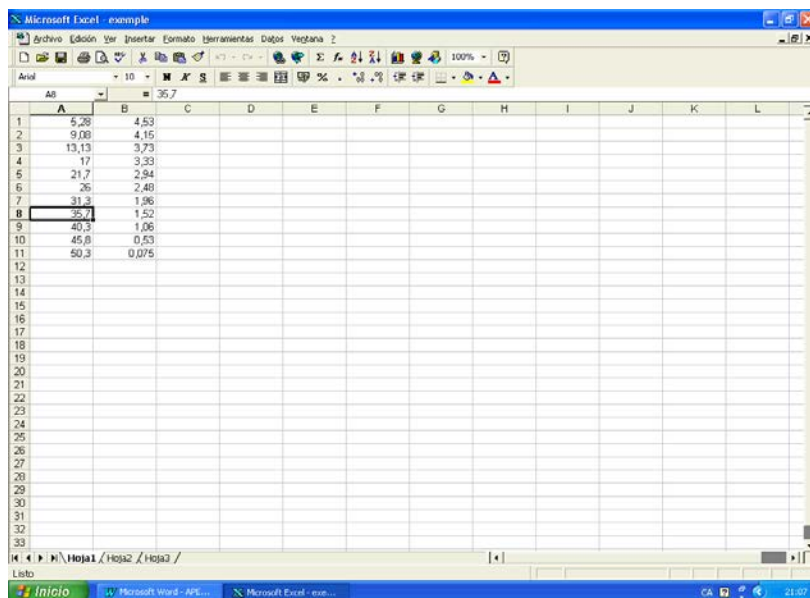 Microsoft Excel - exemple
Archivo Edición Ver Insertar Formato Herramientas Datos Ventana ?
100%
Arial 10 N K S
A8 = 35,7
A B C D E F G H I J K L
1 5,28 4,53
2 9,08 4,15
3 13,13 3,73
4 17 3,33
5 21,7 2,94
6 26 2,48
7 31,3 1,96
8 35,7 1,52
9 40,3 1,06
10 45,8 0,53
11 50,3 0,075
12
13
14
15
16
17
18
19
20
21
22
23
24
25
26
27
28
29
30
31
32
33
Hoja1 / Hoja2 / Hoja3 /
Listo
Inicio Microsoft Word - APE... Microsoft Excel - exe... CA 21:07